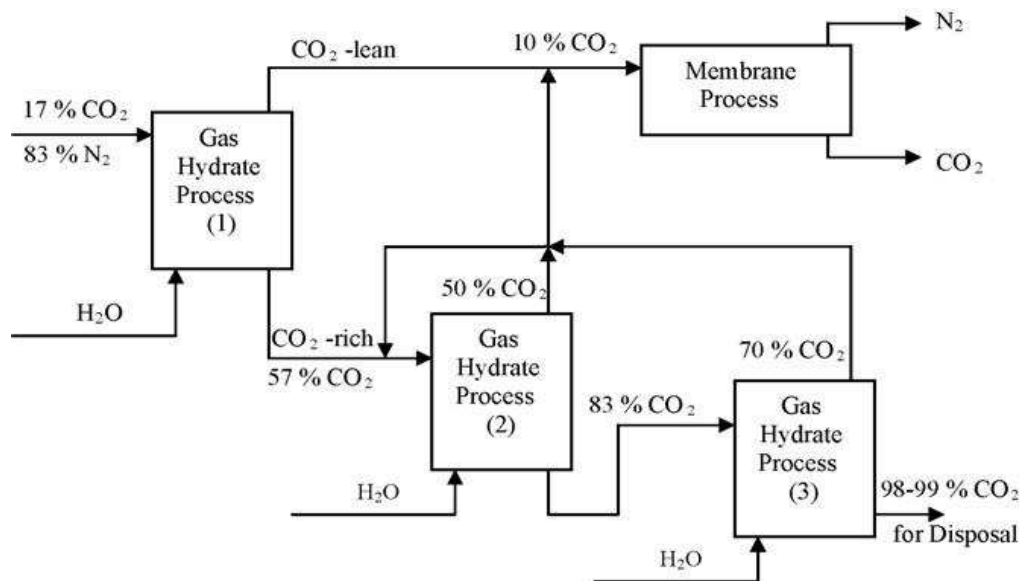 N₂
CO₂ -lean
10 % CO₂
Membrane
Process
17 % CO₂
83 % N₂
Gas
Hydrate
Process
(1)
CO₂
H₂O
50 % CO₂
CO₂ -rich
57 % CO₂
Gas
Hydrate
Process
(2)
70 % CO₂
83 % CO₂
Gas
Hydrate
Process
(3)
H₂O
98-99 % CO₂
for Disposal
H₂O